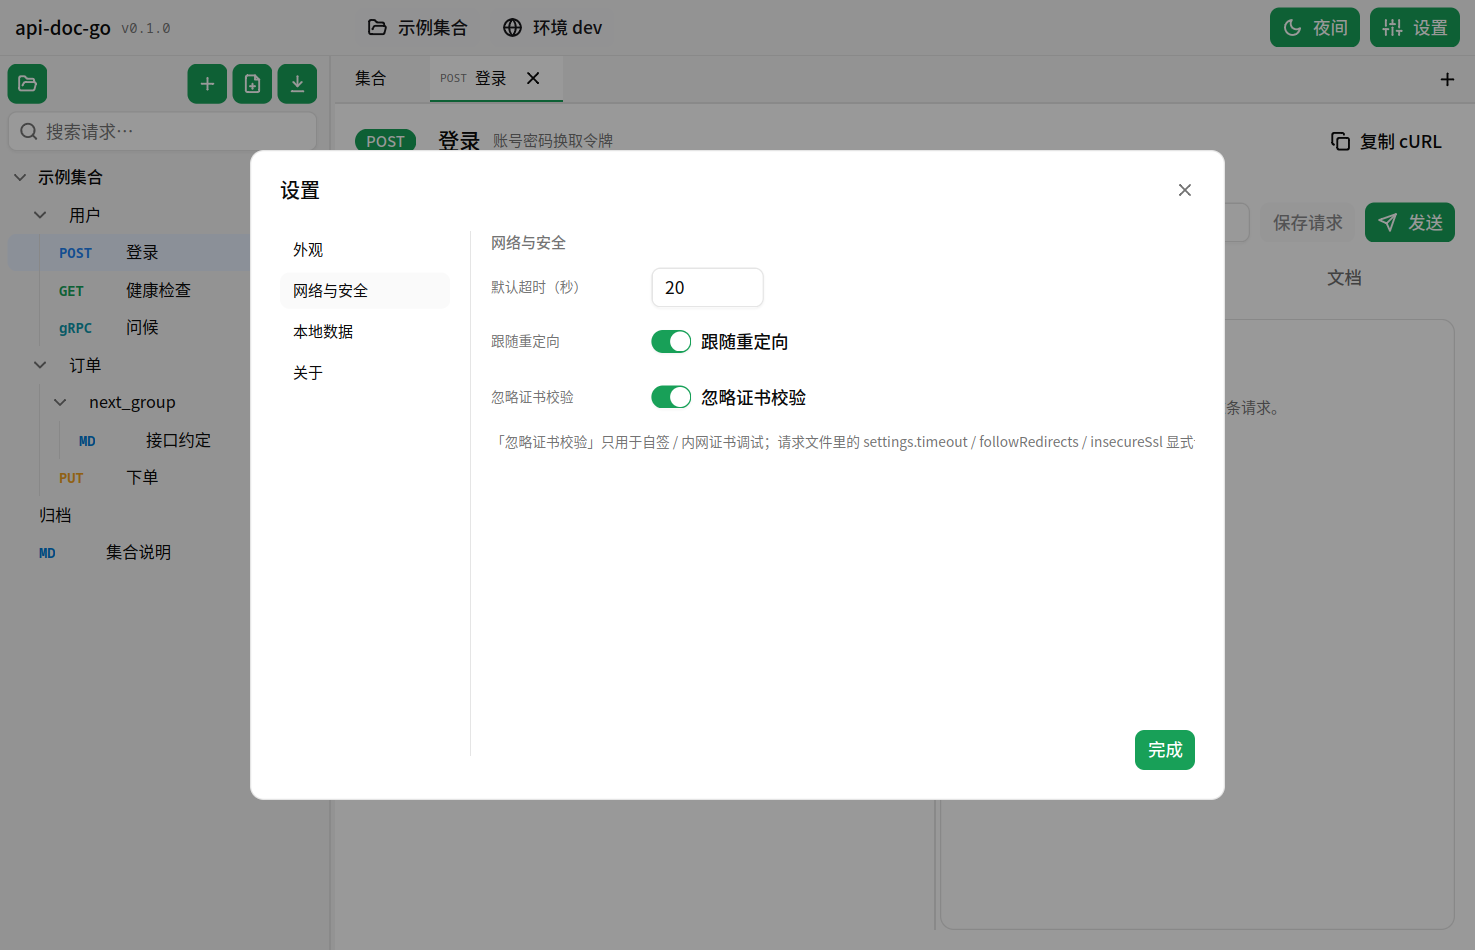 api-doc-go v0.1.0
示例集合
环境 dev
夜间
设置
集合
POST 登录
搜索请求…
POST 登录 账号密码换取令牌
复制 cURL
示例集合
用户
POST 登录
GET 健康检查
gRPC 问候
订单
next_group
MD 接口约定
PUT 下单
归档
MD 集合说明
保存请求
发送
文档
条请求。
设置
外观
网络与安全
本地数据
关于
网络与安全
默认超时（秒） 20
跟随重定向 跟随重定向
忽略证书校验 忽略证书校验
「忽略证书校验」只用于自签 / 内网证书调试；请求文件里的 settings.timeout / followRedirects / insecureSsl 显式
完成